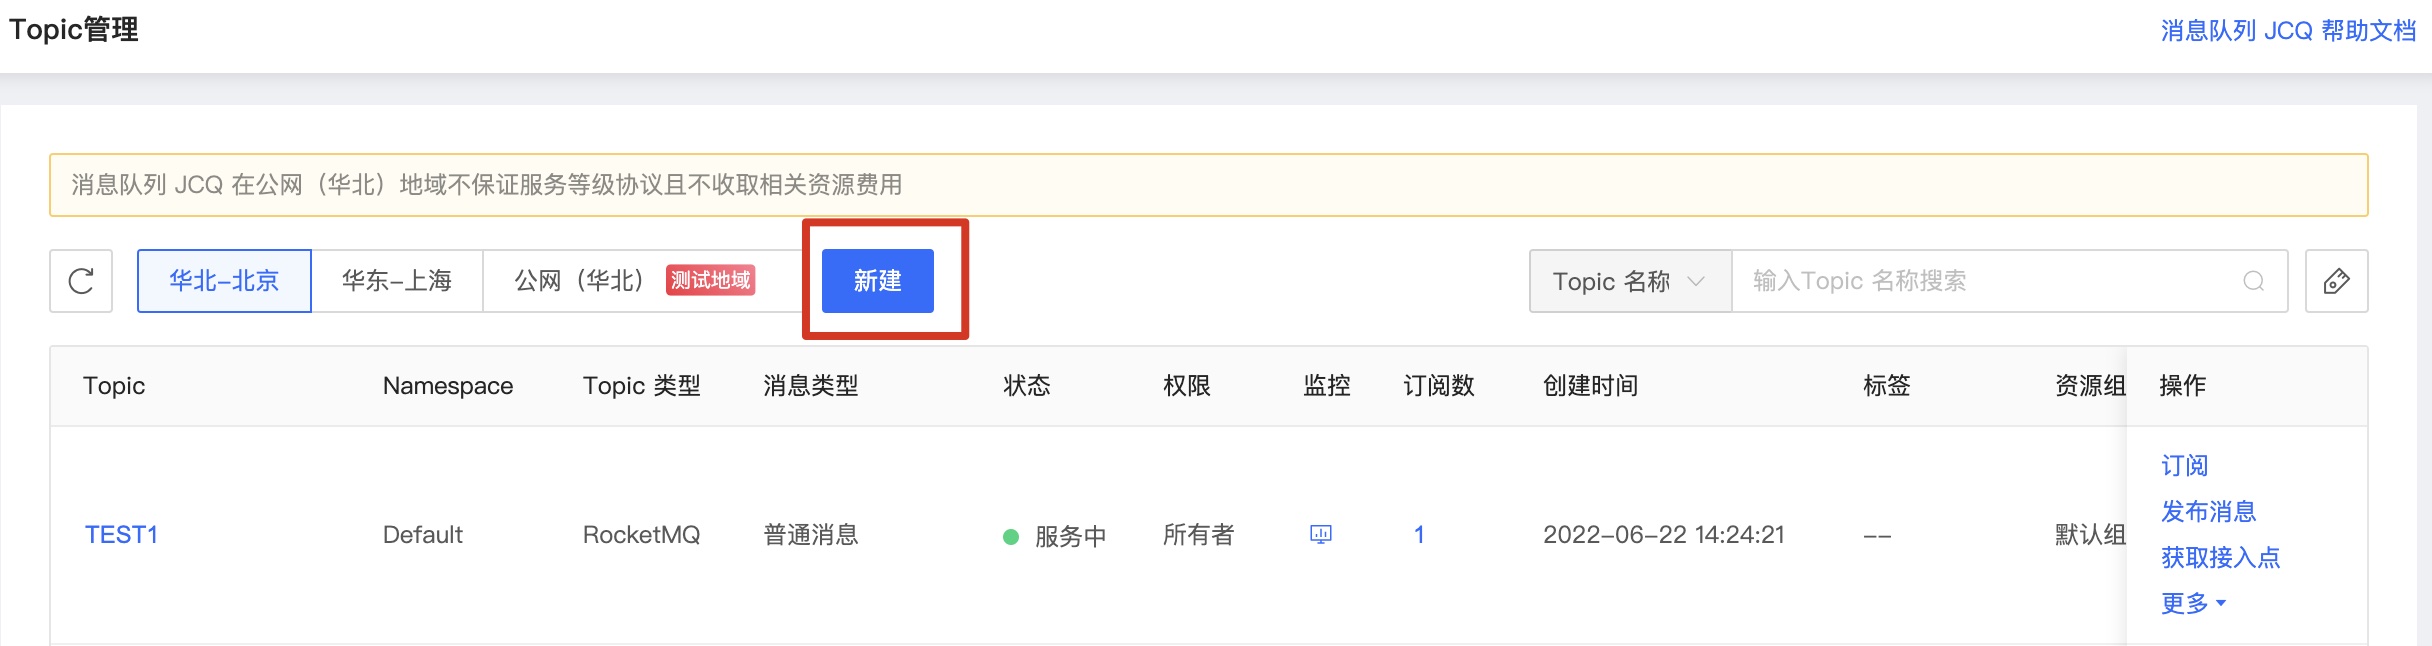 Topic管理
消息队列 JCQ 帮助文档
消息队列 JCQ 在公网（华北）地域不保证服务等级协议且不收取相关资源费用
华北-北京 华东-上海 公网（华北） 测试地域 新建 Topic 名称 输入Topic 名称搜索
Topic Namespace Topic 类型 消息类型 状态 权限 监控 订阅数 创建时间 标签 资源组 操作
TEST1 Default RocketMQ 普通消息 服务中 所有者 1 2022-06-22 14:24:21 -- 默认组
订阅
发布消息
获取接入点
更多